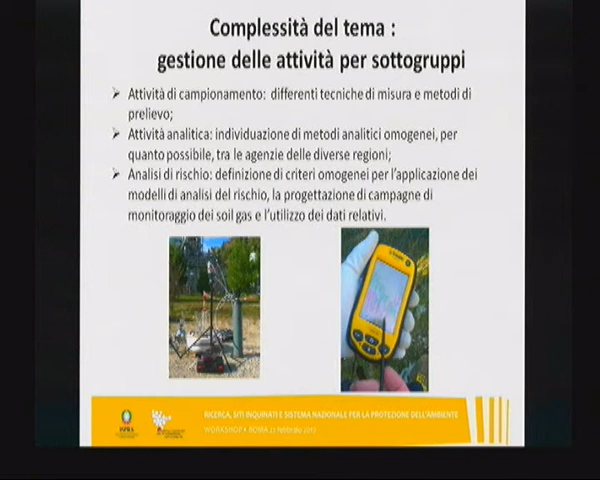 Complessità del tema :
gestione delle attività per sottogruppi
➤ Attività di campionamento: differenti tecniche di misura e metodi di
prelievo;
➤ Attività analitica: individuazione di metodi analitici omogenei, per
quanto possibile, tra le agenzie delle diverse regioni;
➤ Analisi di rischio: definizione di criteri omogenei per l'applicazione dei
modelli di analisi del rischio, la progettazione di campagne di
monitoraggio dei soil gas e l'utilizzo dei dati relativi.
RICERCA, SITI INQUINATI E SISTEMA NAZIONALE PER LA PROTEZIONE DELL'AMBIENTE
WORKSHOP • ROMA 22 febbraio
ISPRA